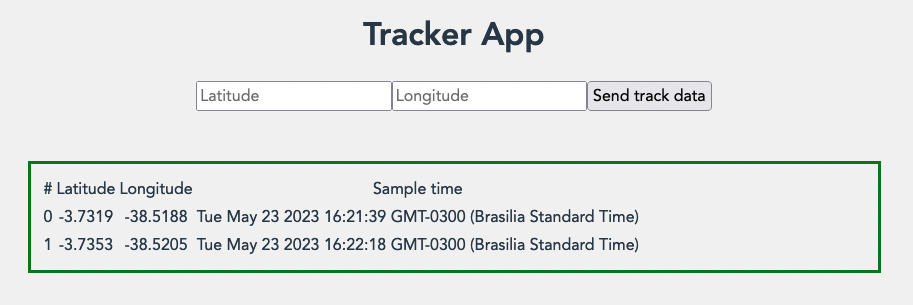 Tracker App
Latitude Longitude Send track data
# Latitude Longitude Sample time
0 -3.7319 -38.5188 Tue May 23 2023 16:21:39 GMT-0300 (Brasilia Standard Time)
1 -3.7353 -38.5205 Tue May 23 2023 16:22:18 GMT-0300 (Brasilia Standard Time)